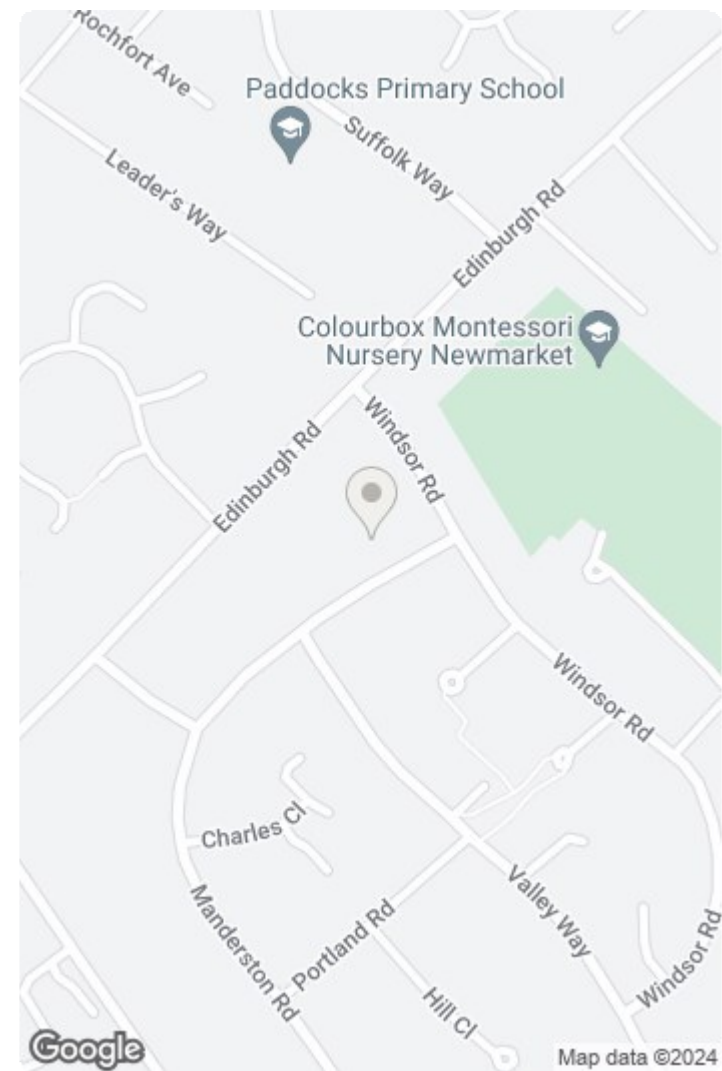 Rochfort Ave
Paddocks Primary School
Suffolk Way
Leader's Way
Edinburgh Rd
Colourbox Montessori
Nursery Newmarket
Windsor Rd
Edinburgh Rd
Windsor Rd
Charles Cl
Valley Way
Manderston Rd
Portland Rd
Windsor Rd
Hill Cl
Google
Map data ©2024